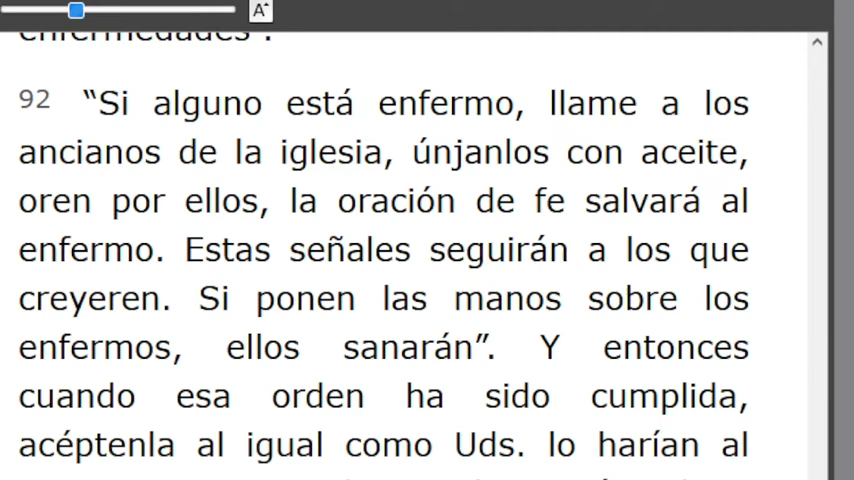 A
enfermedades”.
92 “Si alguno está enfermo, llame a los
ancianos de la iglesia, únjanlos con aceite,
oren por ellos, la oración de fe salvará al
enfermo. Estas señales seguirán a los que
creyeren. Si ponen las manos sobre los
enfermos, ellos sanarán”. Y entonces
cuando esa orden ha sido cumplida,
acéptenla al igual como Uds. lo harían al